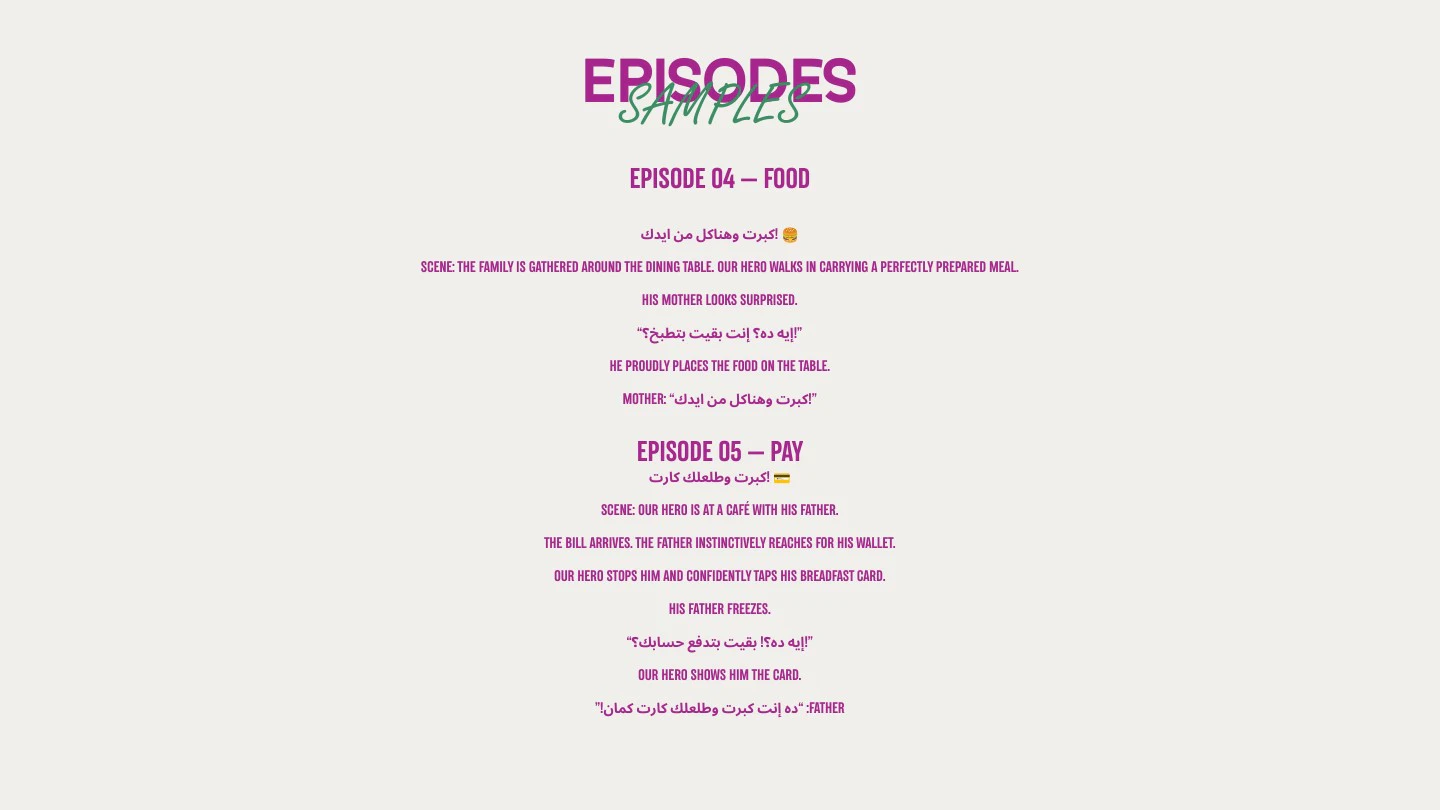 EPISODES
SAMPLES
EPISODE 04 — FOOD
كبرت وهناكل من ايدك! 🍔
SCENE: THE FAMILY IS GATHERED AROUND THE DINING TABLE. OUR HERO WALKS IN CARRYING A PERFECTLY PREPARED MEAL.
HIS MOTHER LOOKS SURPRISED.
“إيه ده؟ إنت بقيت بتطبخ؟!”
HE PROUDLY PLACES THE FOOD ON THE TABLE.
MOTHER: “كبرت وهناكل من ايدك!”
EPISODE 05 — PAY
كبرت وطلعلك كارت! 💳
SCENE: OUR HERO IS AT A CAFÉ WITH HIS FATHER.
THE BILL ARRIVES. THE FATHER INSTINCTIVELY REACHES FOR HIS WALLET.
OUR HERO STOPS HIM AND CONFIDENTLY TAPS HIS BREADFAST CARD.
HIS FATHER FREEZES.
“إيه ده؟! بقيت بتدفع حسابك؟!”
OUR HERO SHOWS HIM THE CARD.
FATHER: “ده إنت كبرت وطلعلك كارت كمان!”